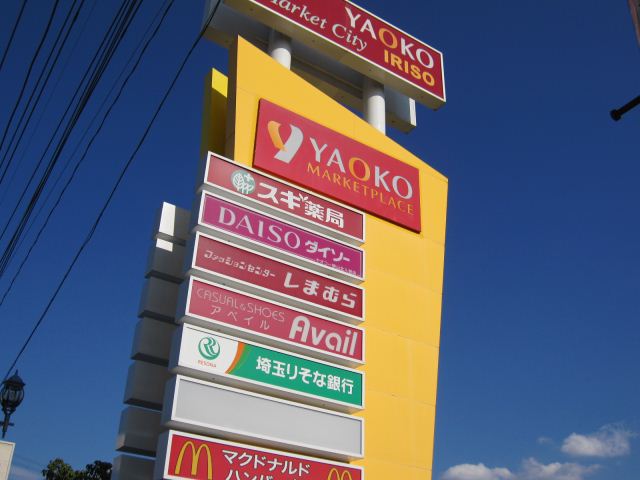 YAOKO
Market City IRISO
YAOKO
MARKETPLACE
スギ薬局
DAISO ダイソー
ファッションセンター しまむら
CASUAL&SHOES
アベイル Avail
RESONA
埼玉りそな銀行
マクドナルド